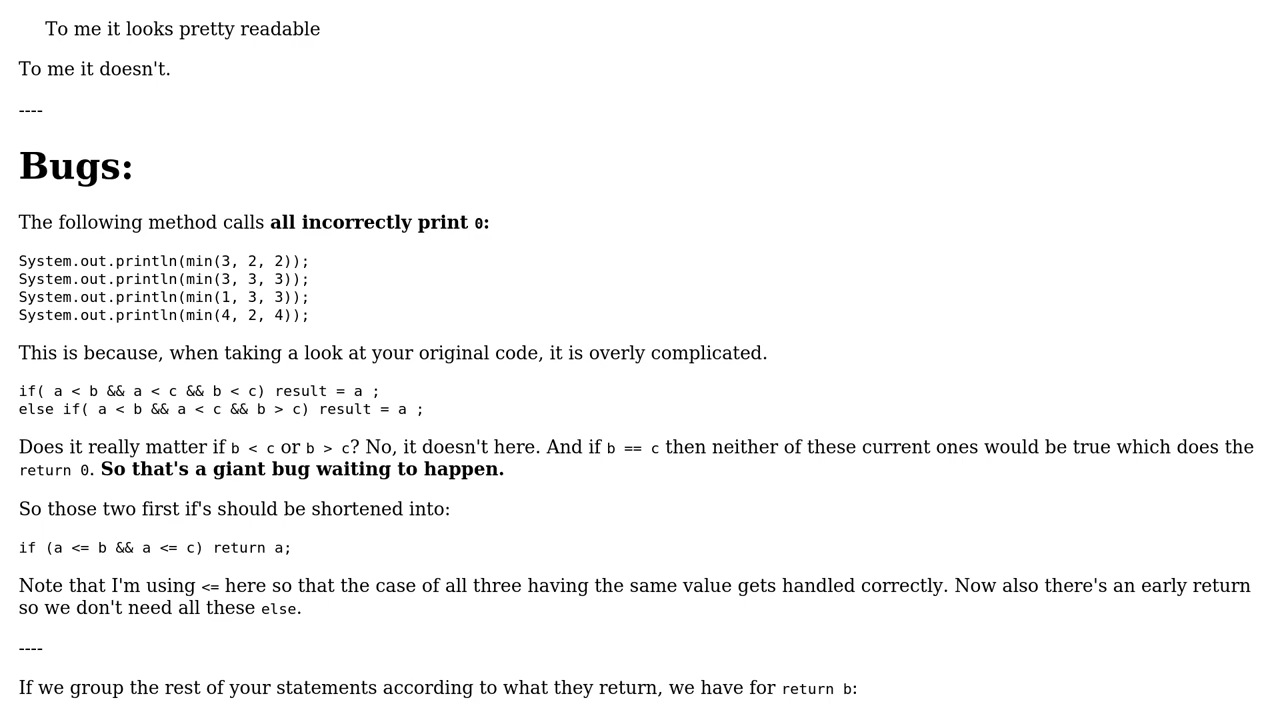 To me it looks pretty readable
To me it doesn't.
----
Bugs:
The following method calls all incorrectly print 0:
System.out.println(min(3, 2, 2));
System.out.println(min(3, 3, 3));
System.out.println(min(1, 3, 3));
System.out.println(min(4, 2, 4));
This is because, when taking a look at your original code, it is overly complicated.
if( a < b && a < c && b < c) result = a ;
else if( a < b && a < c && b > c) result = a ;
Does it really matter if b < c or b > c? No, it doesn't here. And if b == c then neither of these current ones would be true which does the
return 0. So that's a giant bug waiting to happen.
So those two first if's should be shortened into:
if (a <= b && a <= c) return a;
Note that I'm using <= here so that the case of all three having the same value gets handled correctly. Now also there's an early return
so we don't need all these else.
----
If we group the rest of your statements according to what they return, we have for return b: